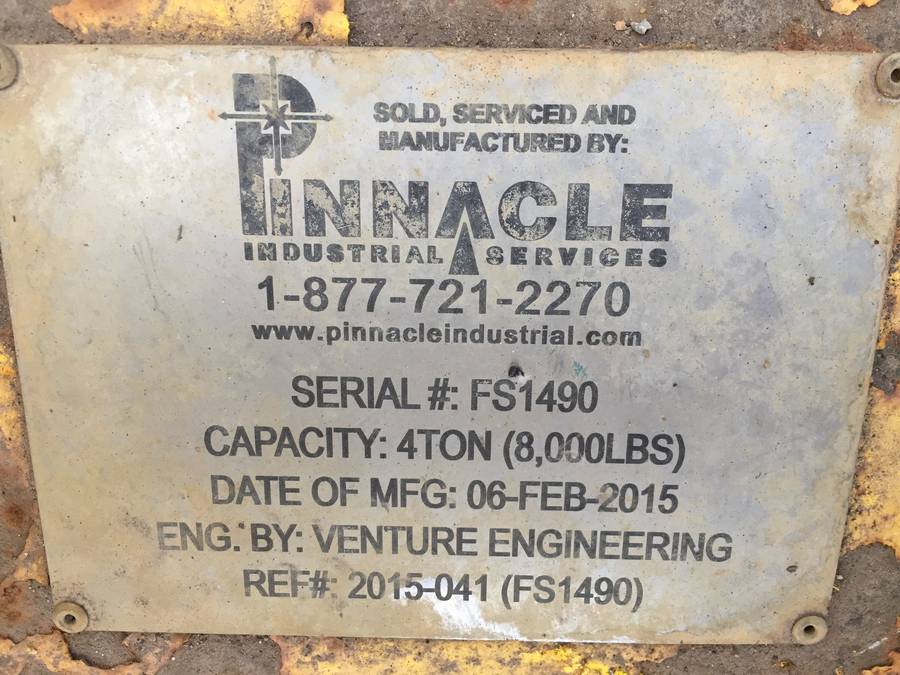 SOLD, SERVICED AND
MANUFACTURED BY:
PINNACLE
INDUSTRIAL SERVICES
1-877-721-2270
www.pinnacleindustrial.com
SERIAL #: FS1490
CAPACITY: 4TON (8,000LBS)
DATE OF MFG: 06-FEB-2015
ENG. BY: VENTURE ENGINEERING
REF#: 2015-041 (FS1490)